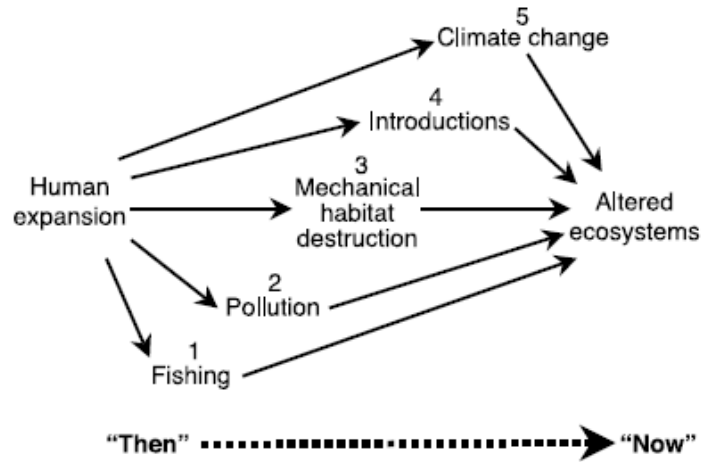 5
Climate change
4
Introductions
3
Mechanical
habitat
destruction
Human
expansion
Altered
ecosystems
2
Pollution
1
Fishing
"Then"
"Now"